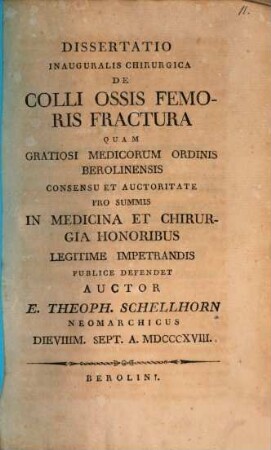 11.
DISSERTATIO
INAUGURALIS CHIRURGICA
DE
COLLI OSSIS FEMO-
RIS FRACTURA
QUAM
GRATIOSI MEDICORUM ORDINIS
BEROLINENSIS
CONSENSU ET AUCTORITATE
PRO SUMMIS
IN MEDICINA ET CHIRUR-
GIA HONORIBUS
LEGITIME IMPETRANDIS
PUBLICE DEFENDET
AUCTOR
E. THEOPH. SCHELLHORN
NEOMARCHICUS
DIEVIIIM. SEPT. A. MDCCCXVIII.
BEROLINI.